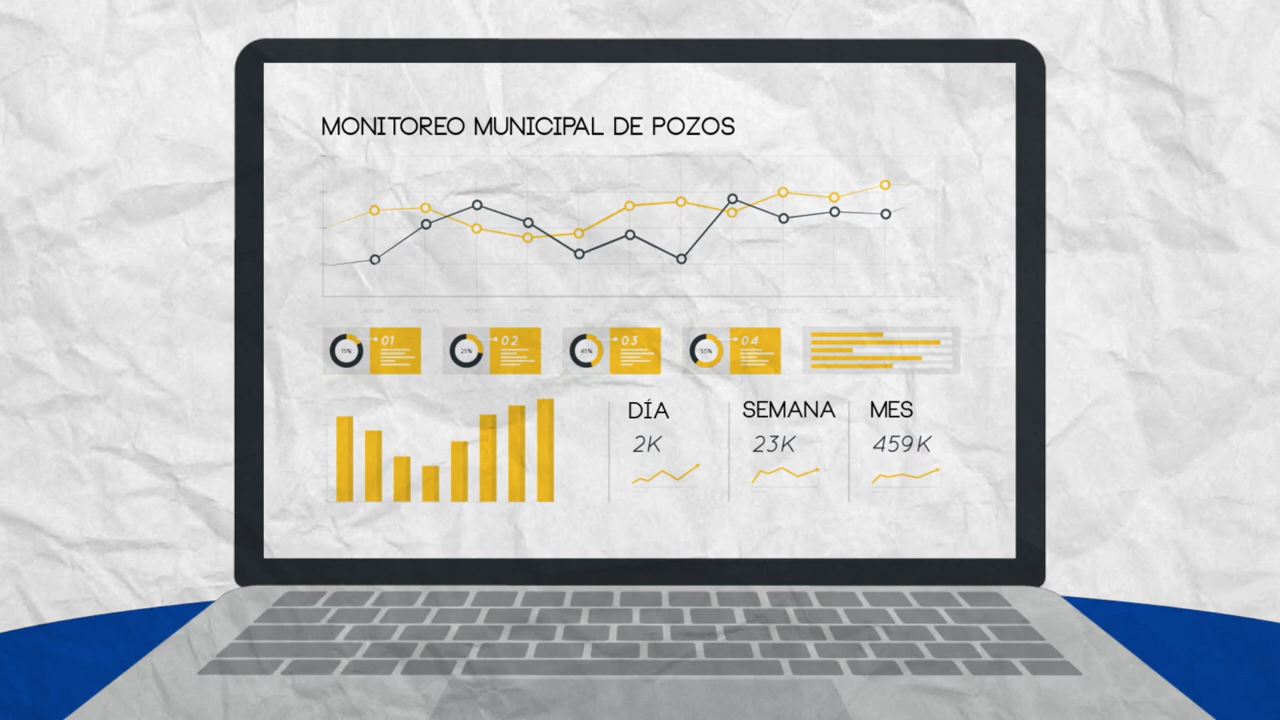 MONITOREO MUNICIPAL DE POZOS
15% 01
25% 02
45% 03
55% 04
DÍA SEMANA MES
2K 23K 459K